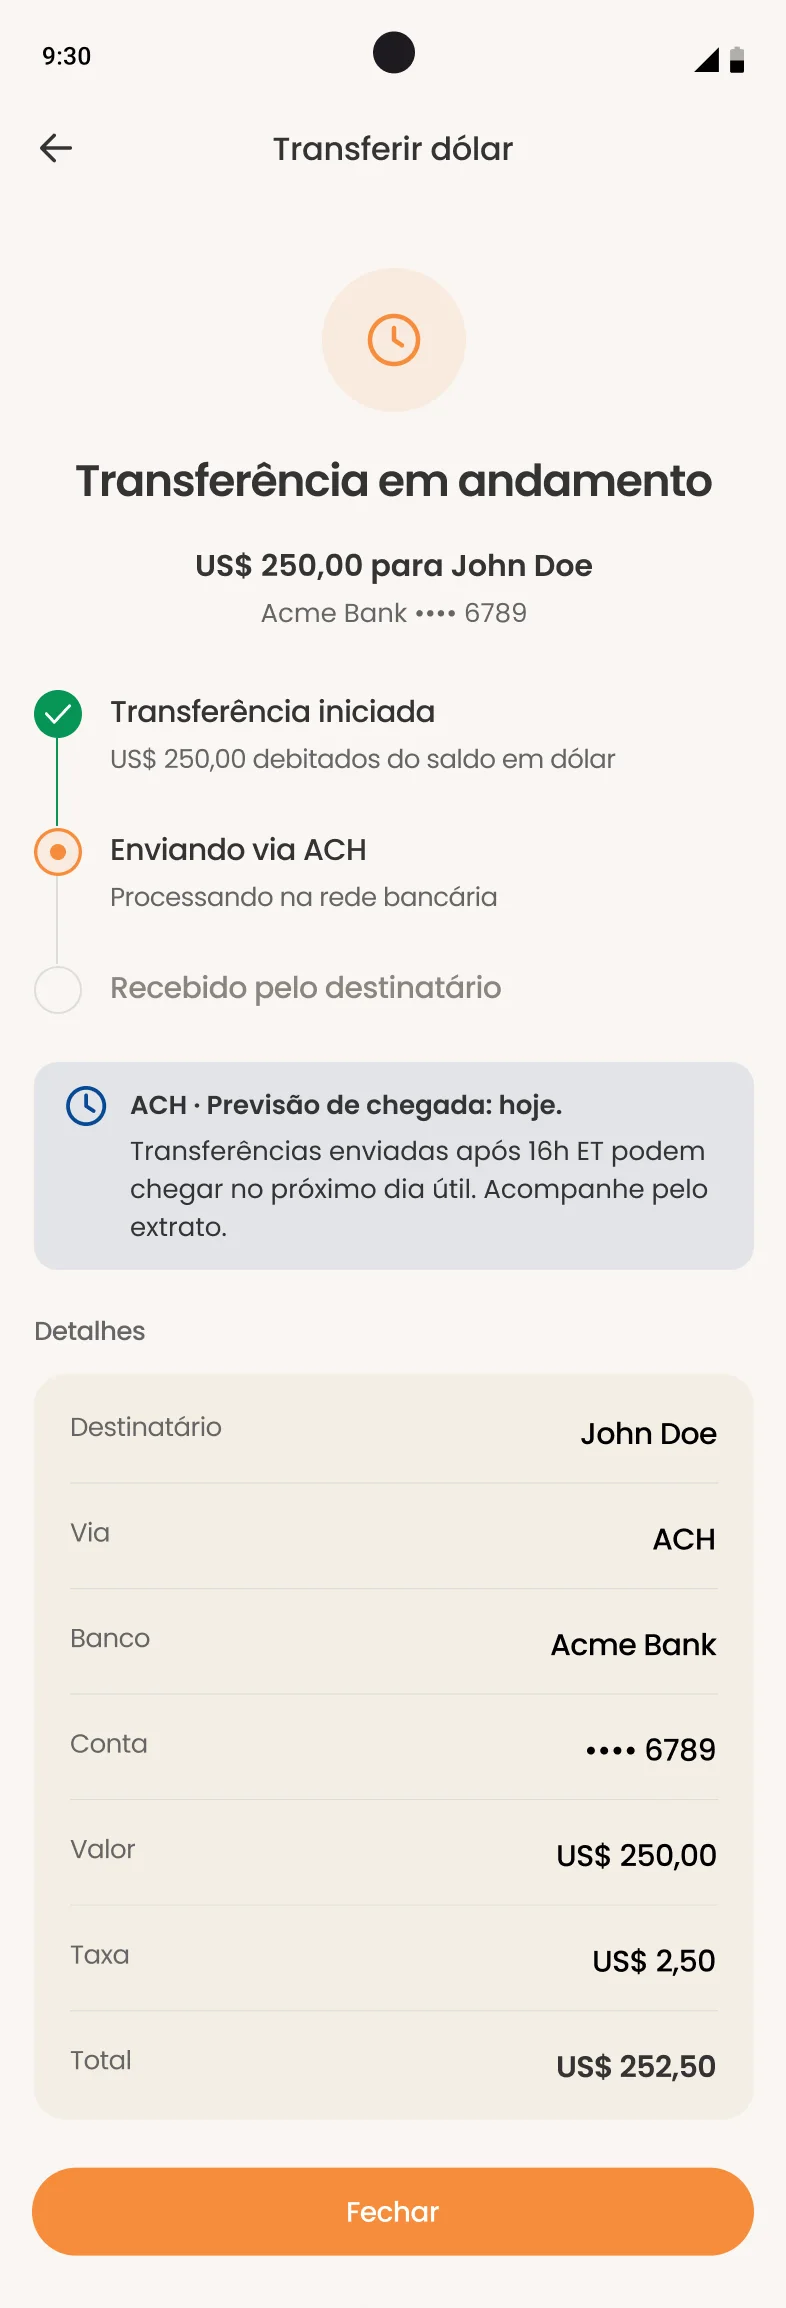 9:30
Transferir dólar
Transferência em andamento
US$ 250,00 para John Doe
Acme Bank •••• 6789
Transferência iniciada
US$ 250,00 debitados do saldo em dólar
Enviando via ACH
Processando na rede bancária
Recebido pelo destinatário
ACH · Previsão de chegada: hoje.
Transferências enviadas após 16h ET podem
chegar no próximo dia útil. Acompanhe pelo
extrato.
Detalhes
Destinatário John Doe
Via ACH
Banco Acme Bank
Conta •••• 6789
Valor US$ 250,00
Taxa US$ 2,50
Total US$ 252,50
Fechar